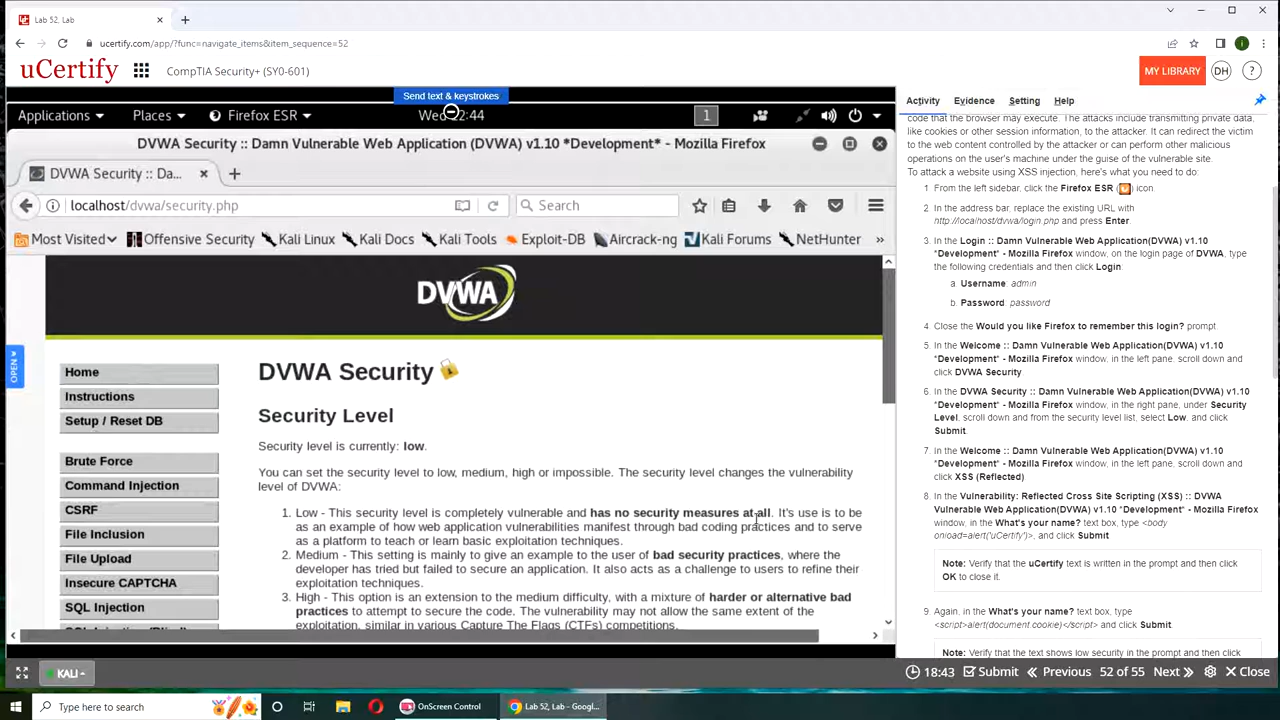 Lab 52, Lab
ucertify.com/app/?func=navigate_items&item_sequence=52
uCertify
CompTIA Security+ (SY0-601)
MY LIBRARY
DH
?
Send text & keystrokes
Applications
Places
Firefox ESR
Wed 22:44
1
DVWA Security :: Damn Vulnerable Web Application (DVWA) v1.10 *Development* - Mozilla Firefox
DVWA Security :: Da...
localhost/dvwa/security.php
Search
Most Visited
Offensive Security
Kali Linux
Kali Docs
Kali Tools
Exploit-DB
Aircrack-ng
Kali Forums
NetHunter
»
DVWA
OPEN
Home
Instructions
Setup / Reset DB
Brute Force
Command Injection
CSRF
File Inclusion
File Upload
Insecure CAPTCHA
SQL Injection
SQL Injection (Blind)
DVWA Security
Security Level
Security level is currently: low.
You can set the security level to low, medium, high or impossible. The security level changes the vulnerability
level of DVWA:
1. Low - This security level is completely vulnerable and has no security measures at all. It's use is to be
as an example of how web application vulnerabilities manifest through bad coding practices and to serve
as a platform to teach or learn basic exploitation techniques.
2. Medium - This setting is mainly to give an example to the user of bad security practices, where the
developer has tried but failed to secure an application. It also acts as a challenge to users to refine their
exploitation techniques.
3. High - This option is an extension to the medium difficulty, with a mixture of harder or alternative bad
practices to attempt to secure the code. The vulnerability may not allow the same extent of the
exploitation, similar in various Capture The Flags (CTFs) competitions.
Activity
Evidence
Setting
Help
code that the browser may execute. The attacks include transmitting private data,
like cookies or other session information, to the attacker. It can redirect the victim
to the web content controlled by the attacker or can perform other malicious
operations on the user's machine under the guise of the vulnerable site.
To attack a website using XSS injection, here's what you need to do:
1 From the left sidebar, click the Firefox ESR ( ) icon.
2 In the address bar, replace the existing URL with
http://localhost/dvwa/login.php and press Enter.
3 In the Login :: Damn Vulnerable Web Application(DVWA) v1.10
*Development* - Mozilla Firefox window, on the login page of DVWA, type
the following credentials and then click Login:
a Username: admin
b Password: password
4 Close the Would you like Firefox to remember this login? prompt.
5 In the Welcome :: Damn Vulnerable Web Application(DVWA) v1.10
*Development* - Mozilla Firefox window, in the left pane, scroll down and
click DVWA Security
6 In the DVWA Security :: Damn Vulnerable Web Application(DVWA) v1.10
*Development* - Mozilla Firefox window, in the right pane, under Security
Level, scroll down and from the security level list, select Low, and click
Submit.
7 In the Welcome :: Damn Vulnerable Web Application(DVWA) v1.10
*Development* - Mozilla Firefox window, in the left pane, scroll down and
click XSS (Reflected)
8 In the Vulnerability: Reflected Cross Site Scripting (XSS) :: DVWA
Vulnerable Web Application(DVWA) v1.10 *Development* - Mozilla Firefox
window, in the What's your name? text box, type <body
onload=alert('uCertify')>, and click Submit
Note: Verify that the uCertify text is written in the prompt and then click
OK to close it.
9 Again, in the What's your name? text box, type
<script>alert(document.cookie)</script> and click Submit.
Note: Verify that the text shows low security in the prompt and then click
KALI
18:43
Submit
Previous
52 of 55
Next
Close
Type here to search
OnScreen Control
Lab 52, Lab - Googl...